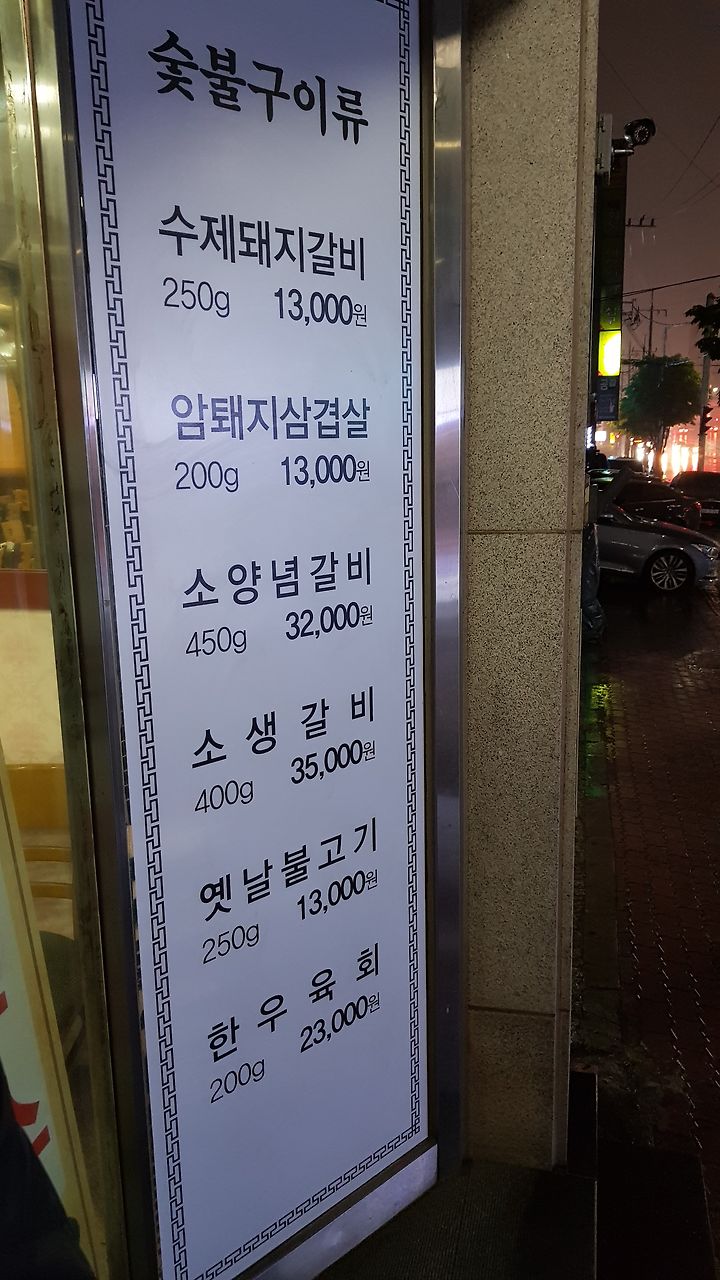 숯불구이류
수제돼지갈비
250g 13,000원
암퇘지삼겹살
200g 13,000원
소양념갈비
450g 32,000원
소생갈비
400g 35,000원
옛날불고기
250g 13,000원
한우육회
200g 23,000원